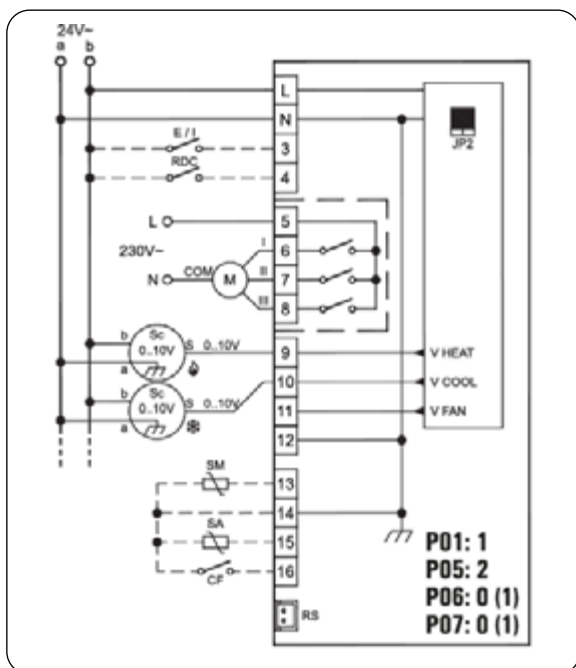 24V~
a b
L
N
E / I
3
RDC
4
JP2
L
5
230V~
I
6
N
COM
M
II
7
III
8
b
Sc
S
0..10V
9
V HEAT
0..10V
a
10
V COOL
b
Sc
S
0..10V
11
V FAN
0..10V
a
12
SM
13
14
SA
15
CF
16
RS
P01: 1
P05: 2
P06: 0 (1)
P07: 0 (1)